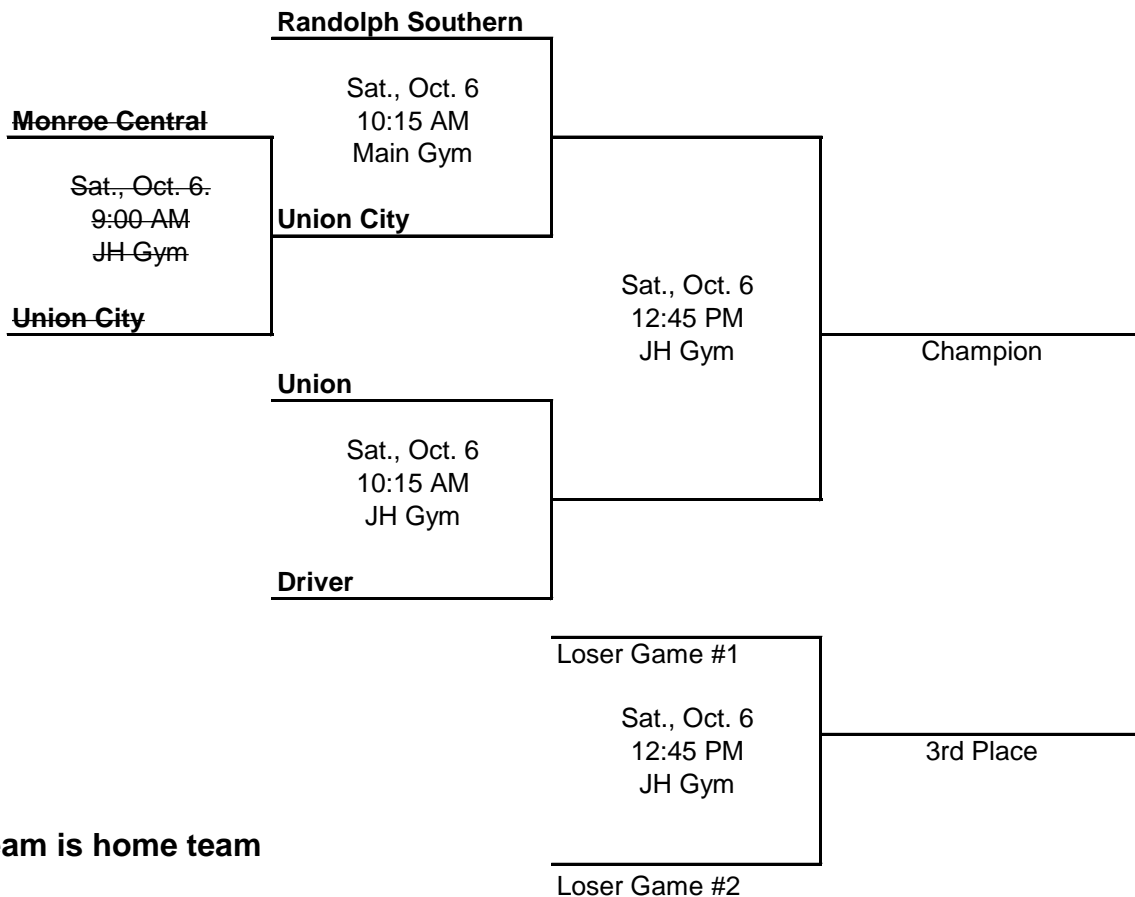 Randolph Southern
Sat., Oct. 6
10:15 AM
Main Gym
Monroe Central
Sat., Oct. 6.
9:00 AM
JH Gym
Union City
Union City
Sat., Oct. 6
12:45 PM
JH Gym
Champion
Union
Sat., Oct. 6
10:15 AM
JH Gym
Driver
Loser Game #1
Sat., Oct. 6
12:45 PM
JH Gym
3rd Place
am is home team
Loser Game #2